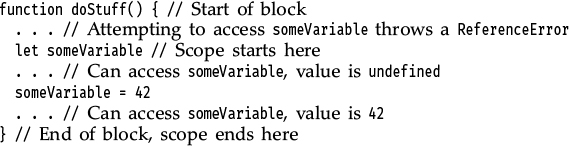 function doStuff() { // Start of block
. . . // Attempting to access someVariable throws a ReferenceError
let someVariable // Scope starts here
. . . // Can access someVariable, value is undefined
someVariable = 42
. . . // Can access someVariable, value is 42
} // End of block, scope ends here